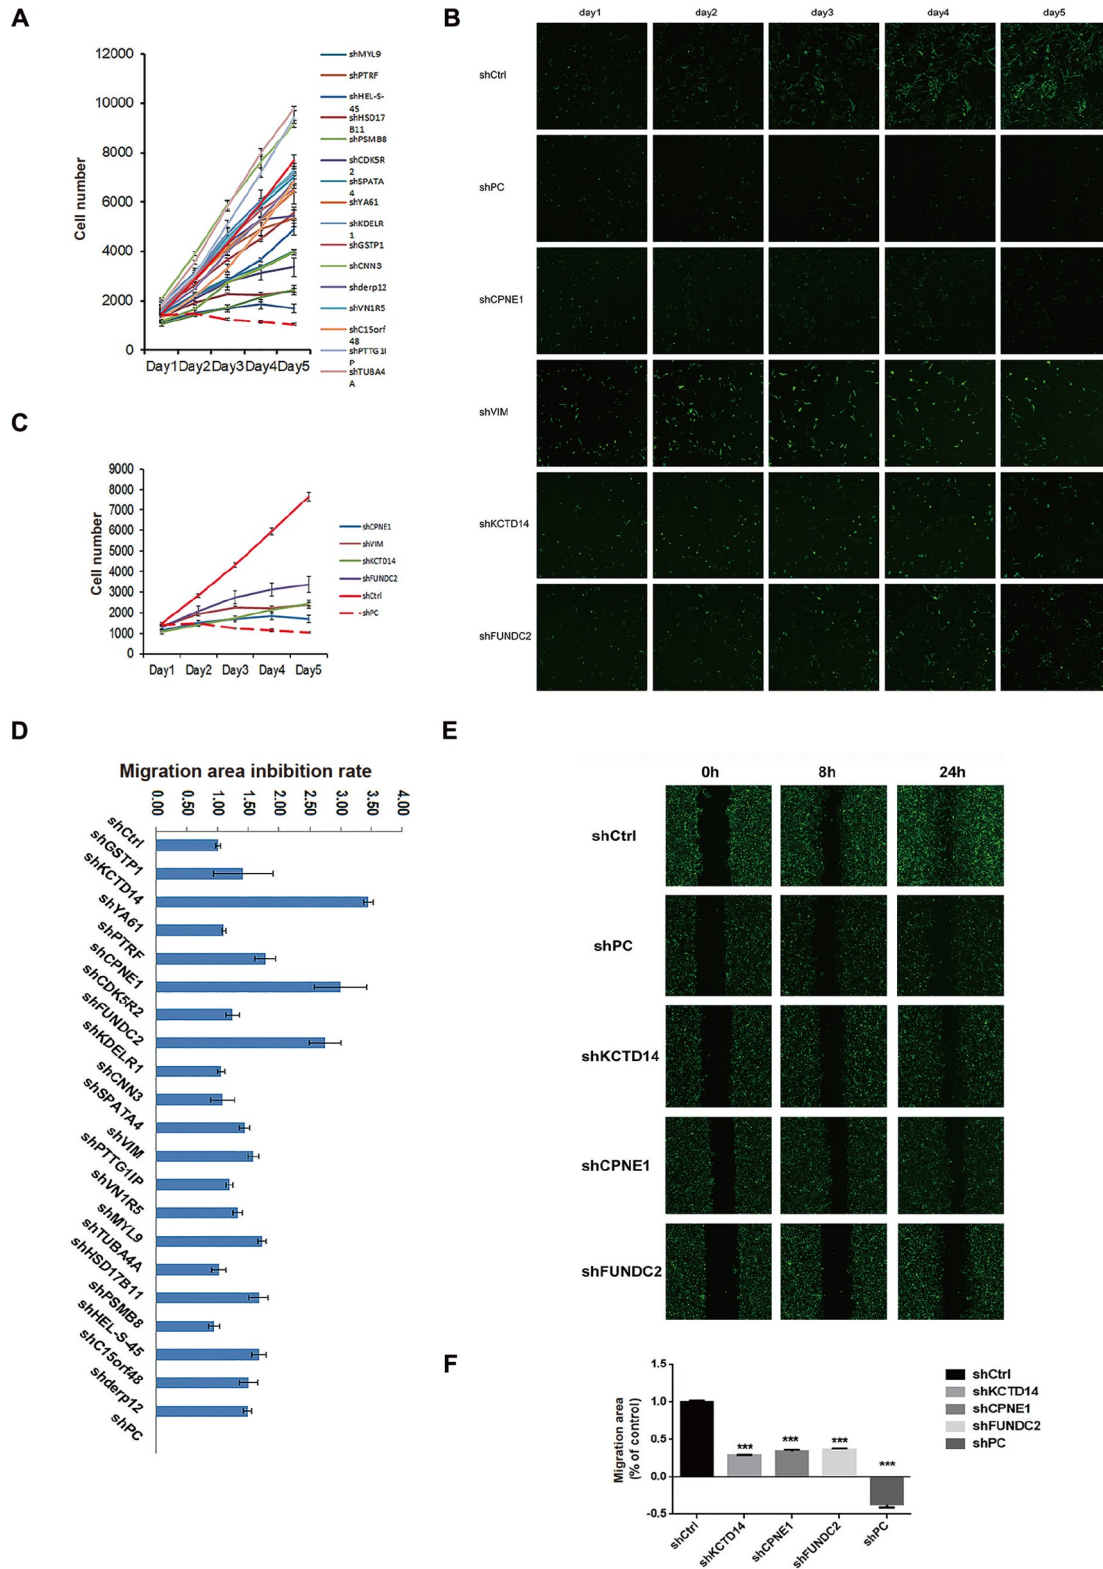 A
12000
10000
8000
6000
4000
2000
0
Cell number
Day1 Day2 Day3 Day4 Day5
shMYL9
shPTRF
shHEL-S-
45
shHSD17
B11
shPSMB8
shCDK5R
2
shSPATA
4
shYA61
shKDELR
1
shGSTP1
shCNN3
shderp12
shVN1R5
shC15orf
48
shPTTG1I
P
shTUBA4
A
B
day1 day2 day3 day4 day5
shCtrl
shPC
shCPNE1
shVIM
shKCTD14
shFUNDC2
C
9000
8000
7000
6000
5000
4000
3000
2000
1000
0
Cell number
Day1 Day2 Day3 Day4 Day5
shCPNE1
shVIM
shKCTD14
shFUNDC2
shCtrl
shPC
D
Migration area inbibition rate
0.00 0.50 1.00 1.50 2.00 2.50 3.00 3.50 4.00
shCtrl
shGSTP1
shKCTD14
shYA61
shPTRF
shCPNE1
shCDK5R2
shFUNDC2
shKDELR1
shCNN3
shSPATA4
shVIM
shPTTG1IP
shVN1R5
shMYL9
shTUBA4A
shHSD17B11
shPSMB8
shHEL-S-45
shC15orf48
shderp12
shPC
E
0h 8h 24h
shCtrl
shPC
shKCTD14
shCPNE1
shFUNDC2
F
1.5
1.0
0.5
0.0
-0.5
Migration area
(% of control)
*** *** *** ***
shCtrl shKCTD14 shCPNE1 shFUNDC2 shPC
shCtrl
shKCTD14
shCPNE1
shFUNDC2
shPC